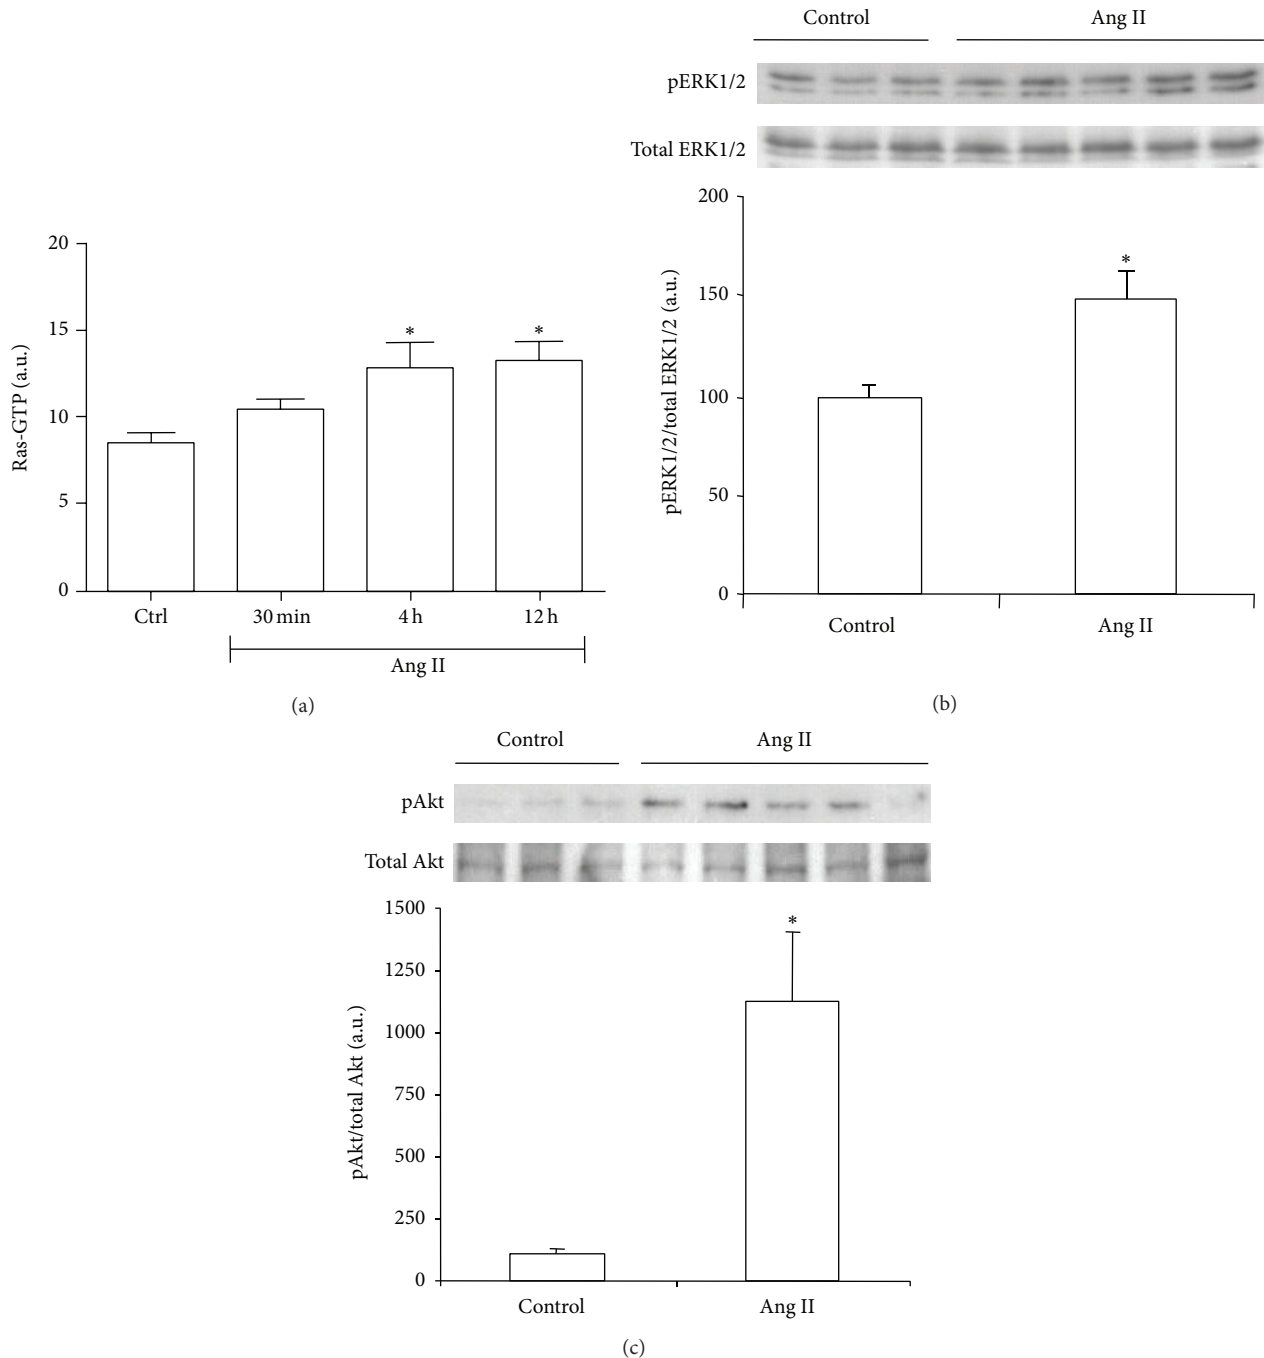 Control Ang II
pERK1/2
Total ERK1/2
20
15
10
5
0
Ras-GTP (a.u.)
*
*
Ctrl 30 min 4 h 12 h
Ang II
(a)
200
150
100
50
0
pERK1/2/total ERK1/2 (a.u.)
*
Control Ang II
(b)
Control Ang II
pAkt
Total Akt
1500
1250
1000
750
500
250
0
pAkt/total Akt (a.u.)
*
Control Ang II
(c)